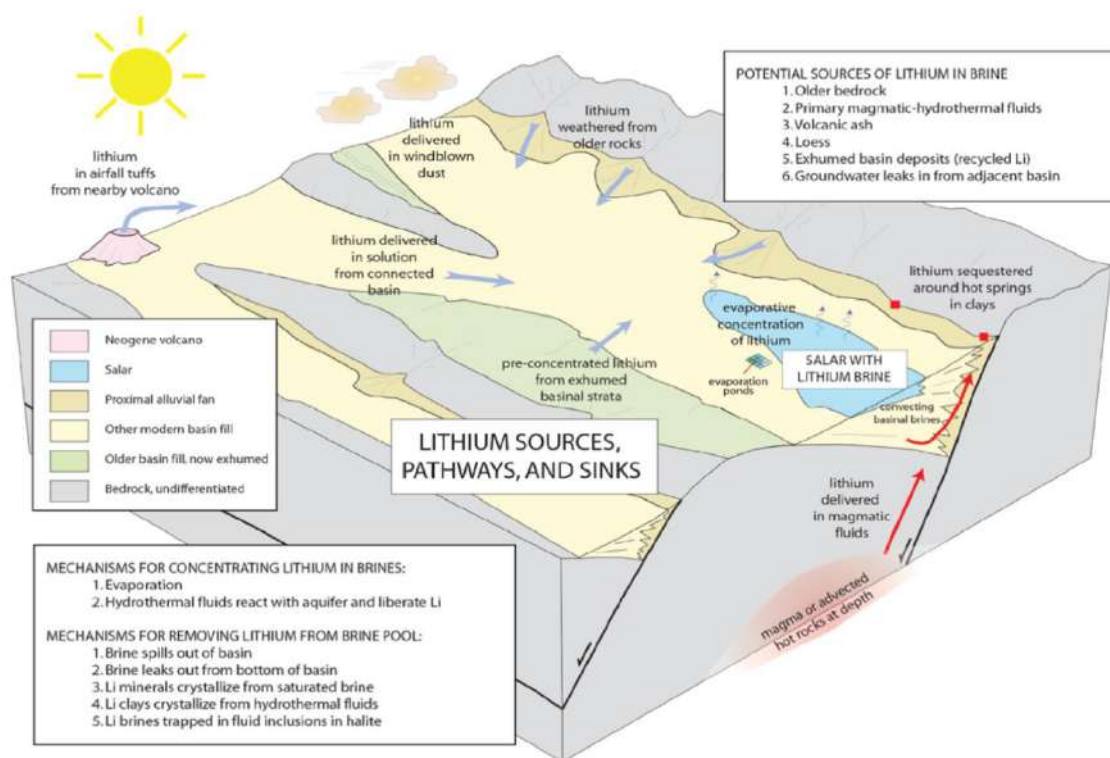 lithium
in airfall tuffs
from nearby volcano
lithium
delivered
in windblown
dust
lithium
weathered from
older rocks
POTENTIAL SOURCES OF LITHIUM IN BRINE
1. Older bedrock
2. Primary magmatic-hydrothermal fluids
3. Volcanic ash
4. Loess
5. Exhumed basin deposits (recycled Li)
6. Groundwater leaks in from adjacent basin
lithium delivered
in solution
from connected
basin
lithium sequestered
around hot springs
in clays
evaporative
concentration
of lithium
SALAR WITH
LITHIUM BRINE
evaporation
ponds
pre-concentrated lithium
from exhumed
basinal strata
convecting
basinal brines
Neogene volcano
Salar
Proximal alluvial fan
Other modern basin fill
Older basin fill, now exhumed
Bedrock, undifferentiated
LITHIUM SOURCES,
PATHWAYS, AND SINKS
lithium
delivered
in magmatic
fluids
magma or advected
hot rocks at depth
MECHANISMS FOR CONCENTRATING LITHIUM IN BRINES:
1. Evaporation
2. Hydrothermal fluids react with aquifer and liberate Li
MECHANISMS FOR REMOVING LITHIUM FROM BRINE POOL:
1. Brine spills out of basin
2. Brine leaks out from bottom of basin
3. Li minerals crystallize from saturated brine
4. Li clays crystallize from hydrothermal fluids
5. Li brines trapped in fluid inclusions in halite